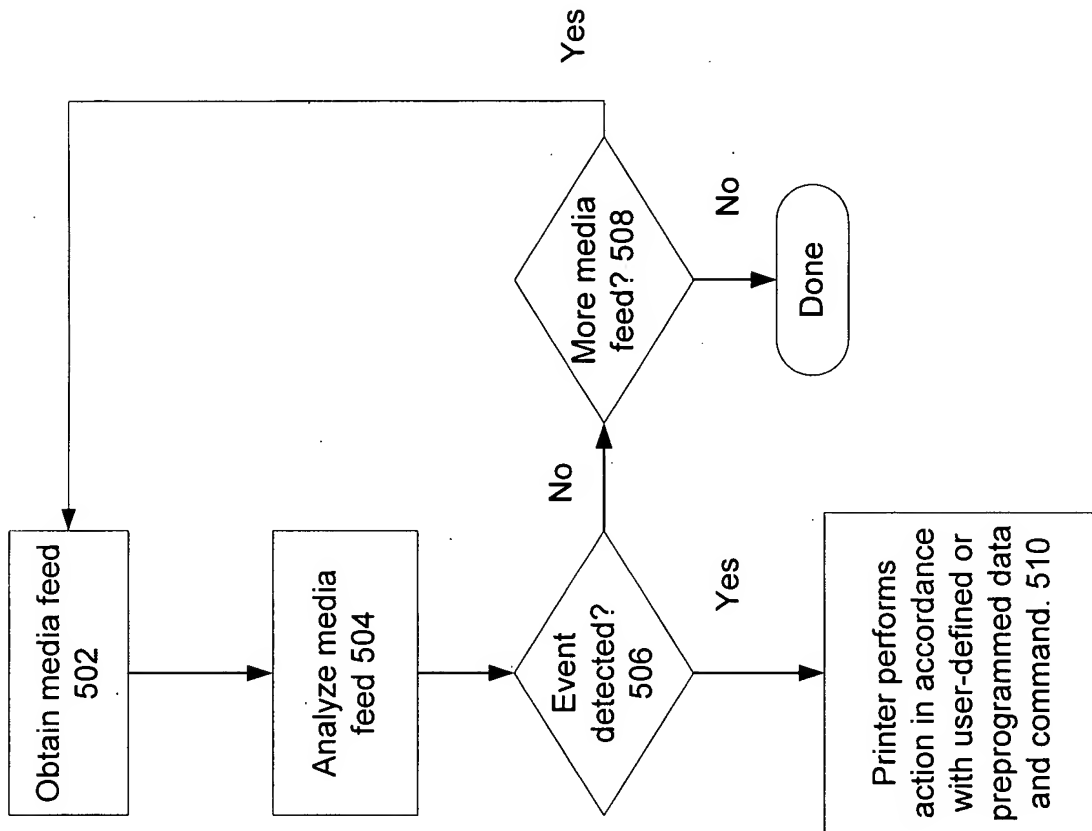 Obtain media feed
502
Analyze media
feed 504
Event
detected?
506
No
Yes
More media
feed? 508
Yes
No
Done
Printer performs
action in accordance
with user-defined or
preprogrammed data
and command. 510